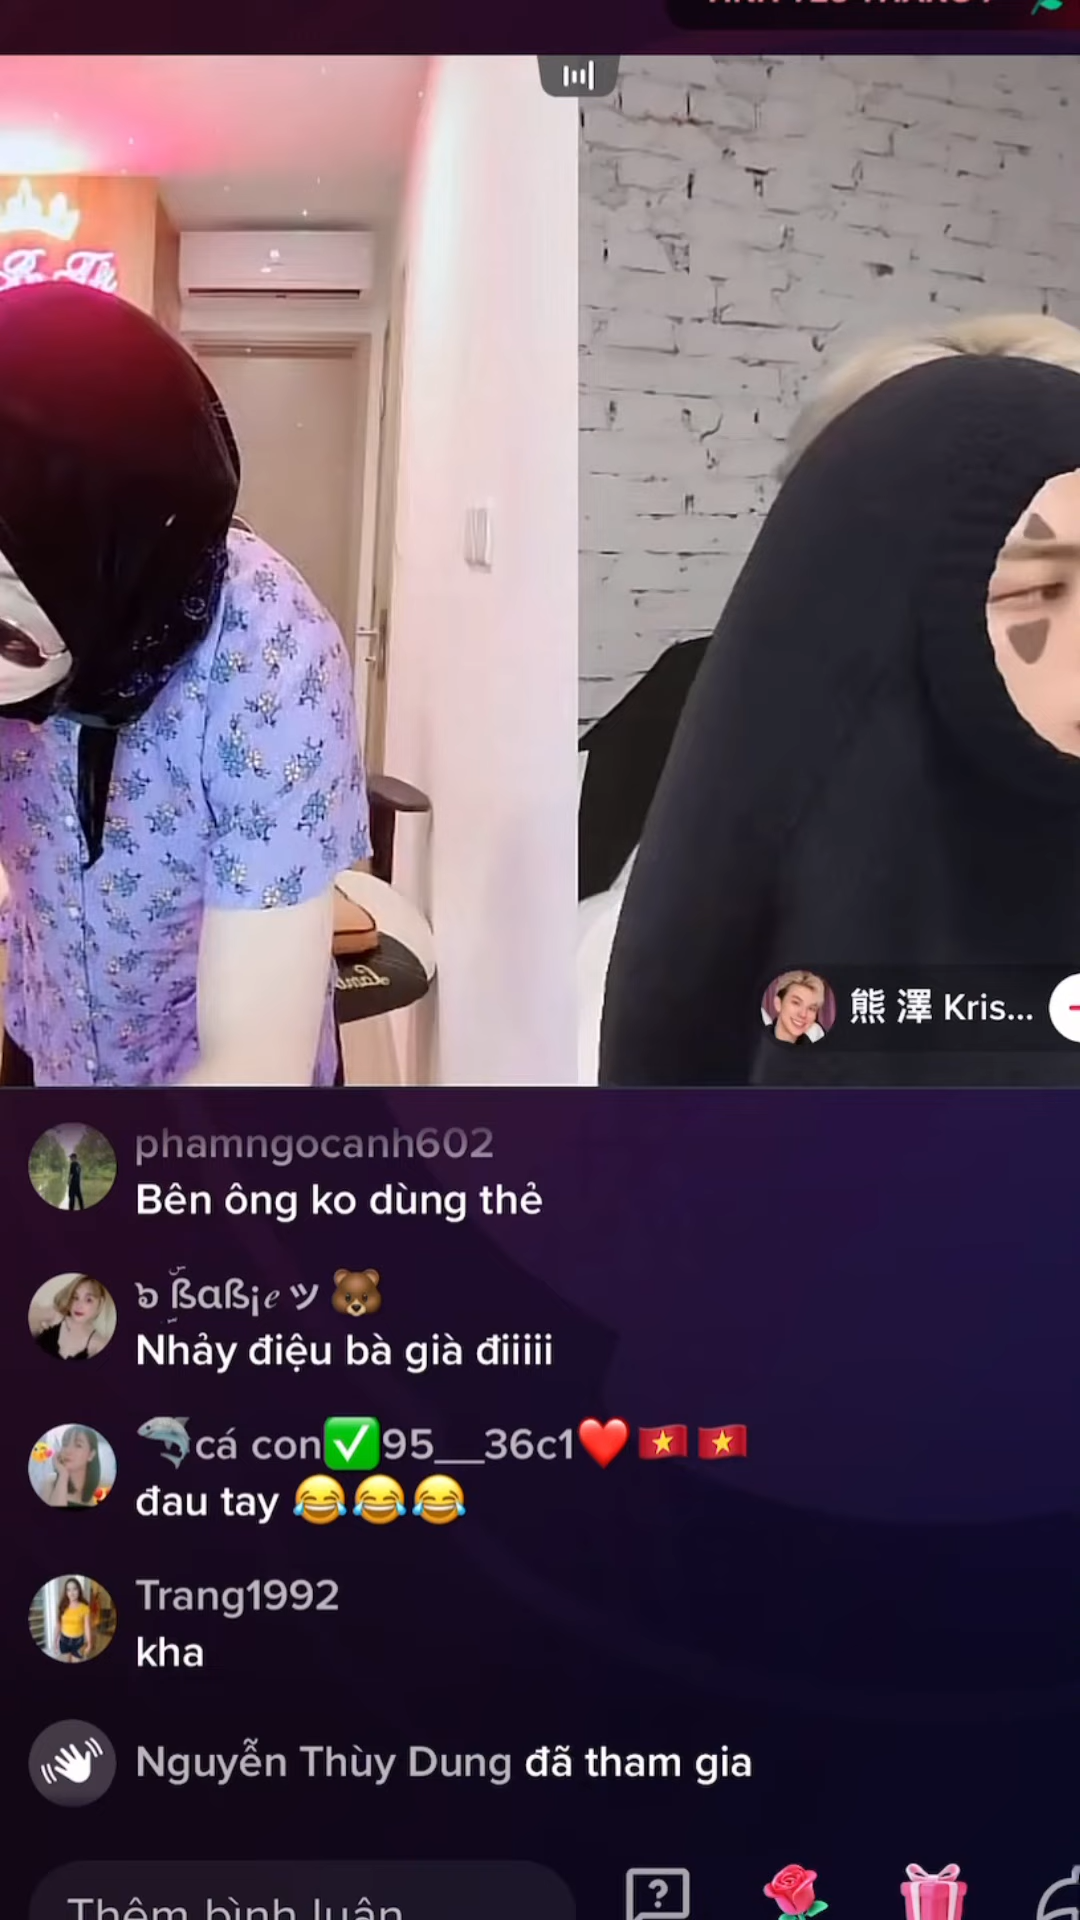 熊 澤 Kris...
phamngocanh602
Bên ông ko dùng thẻ
Nhảy điệu bà già điiiii
🦈cá con✅95__36c1❤️🇻🇳🇻🇳
đau tay 😂😂😂
Trang1992
kha
Nguyễn Thùy Dung đã tham gia
Thêm bình luận